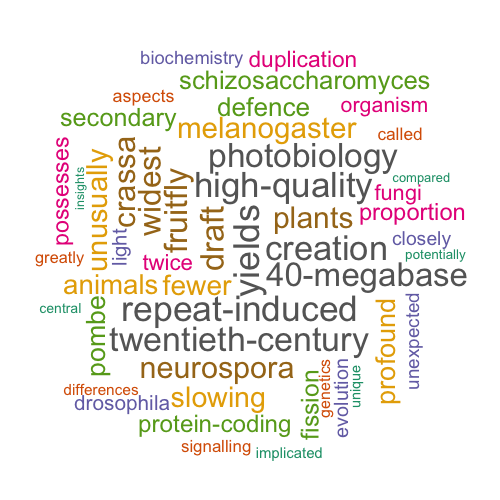 biochemistry
duplication
schizosaccharomyces
aspects
defence
organism
secondary
melanogaster
called
photobiology
compared
high-quality
fungi
insights
possesses
unusually
crassa
widest
fruitfly
draft
yields
plants
proportion
light
creation
closely
greatly
twice
potentially
40-megabase
animals
fewer
central
pombe
repeat-induced
profound
unexpected
twentieth-century
neurospora
differences
drosophila
slowing
fission
genetics
evolution
unique
protein-coding
signalling
implicated